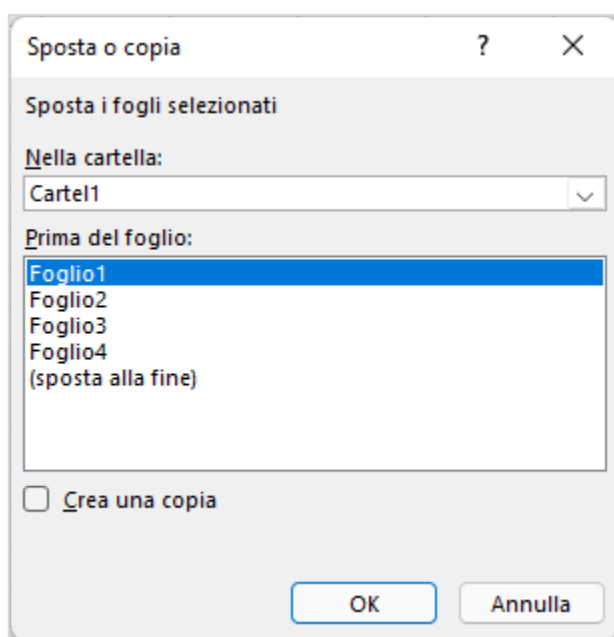 Sposta o copia ?
Sposta i fogli selezionati
Nella cartella:
Cartel1
Prima del foglio:
Foglio1
Foglio2
Foglio3
Foglio4
(sposta alla fine)
Crea una copia
OK Annulla